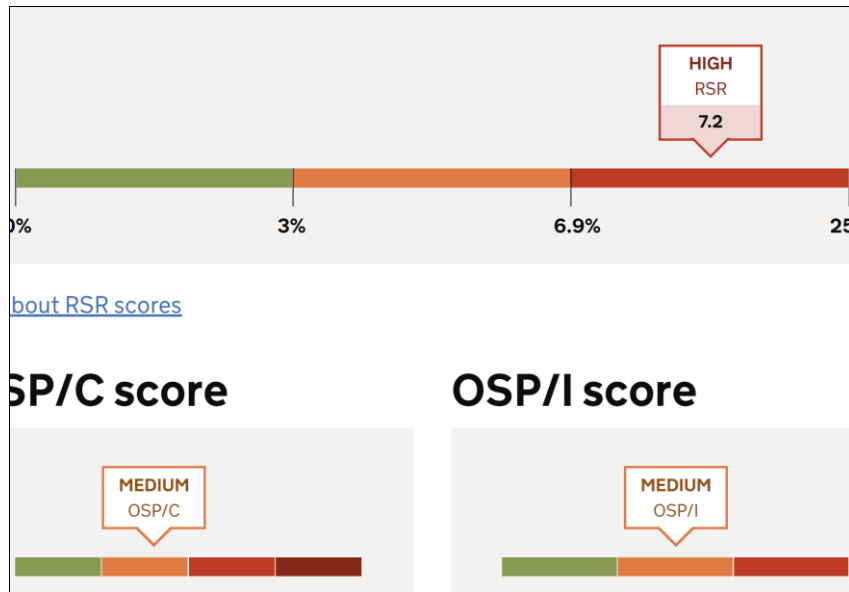 HIGH
RSR
7.2
0%
3%
6.9%
25
bout RSR scores
SP/C score
OSP/I score
MEDIUM
OSP/C
MEDIUM
OSP/I